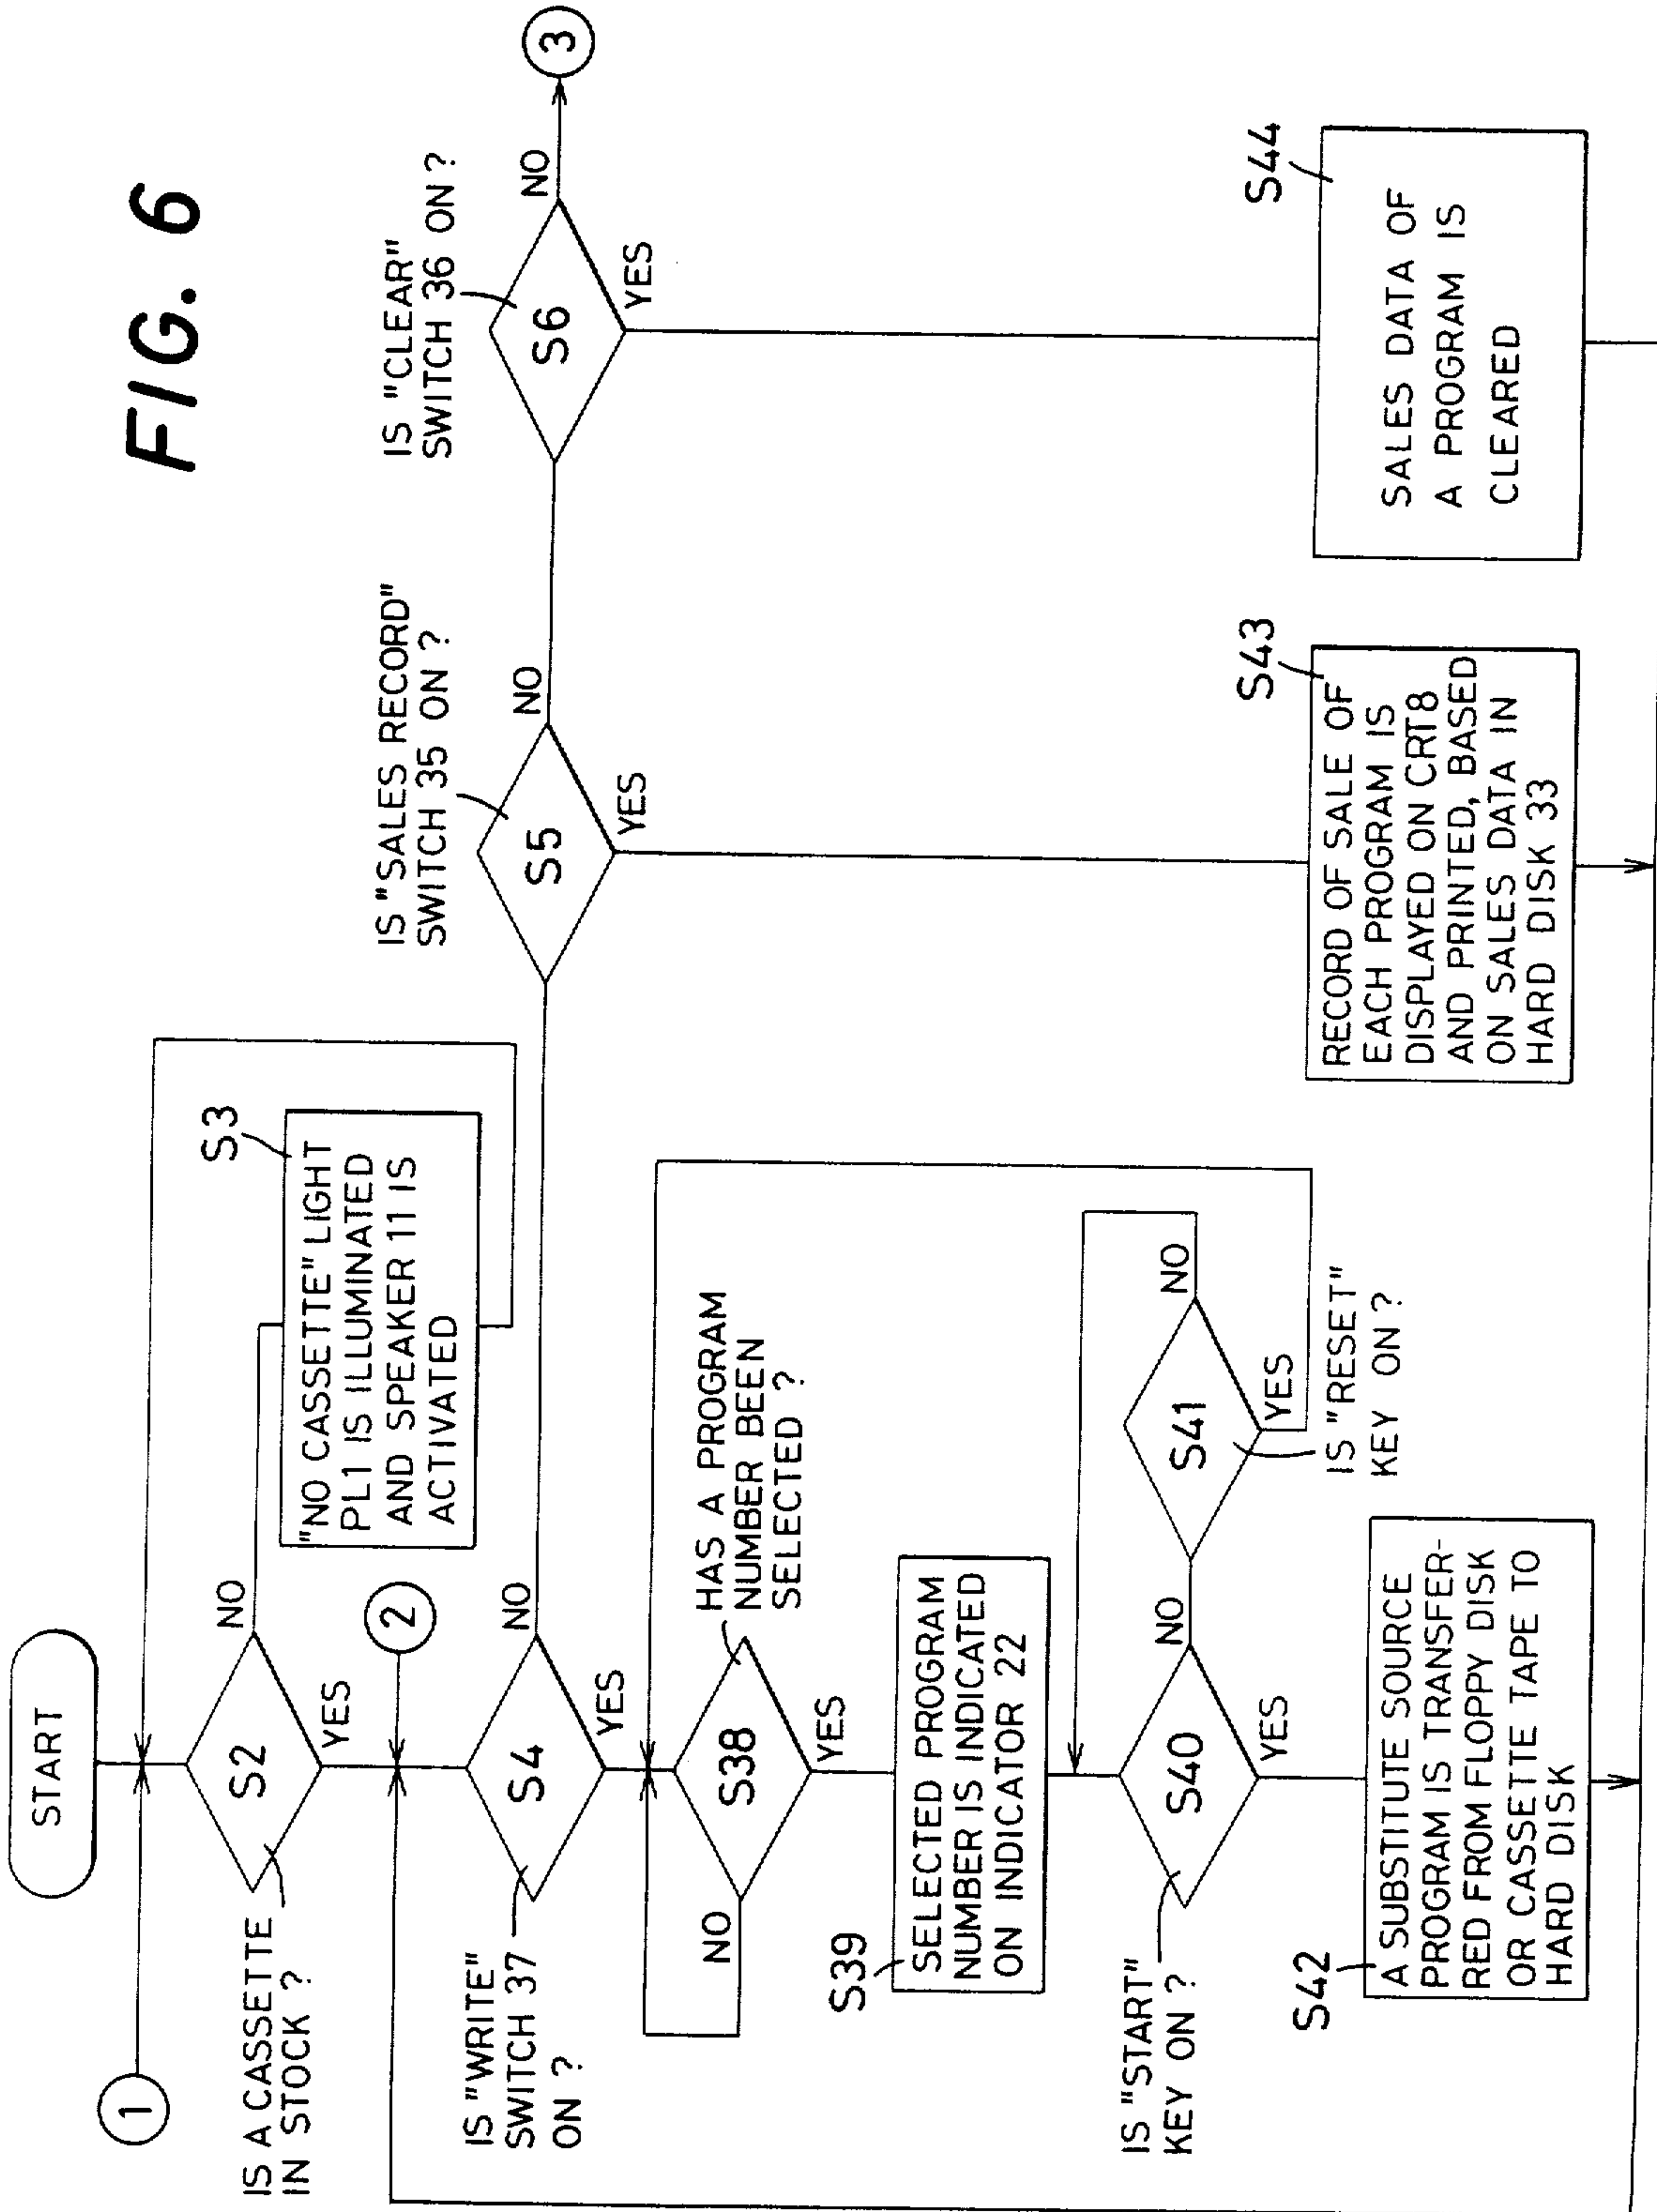 FIG. 6
START
1
IS A CASSETTE
IN STOCK ?
S2
NO
YES
S3
"NO CASSETTE" LIGHT
PL1 IS ILLUMINATED
AND SPEAKER 11 IS
ACTIVATED
2
IS "WRITE"
SWITCH 37
ON ?
S4
NO
YES
IS "SALES RECORD"
SWITCH 35 ON ?
S5
NO
YES
IS "CLEAR"
SWITCH 36 ON ?
S6
NO
YES
3
HAS A PROGRAM
NUMBER BEEN
SELECTED ?
S38
NO
YES
S39
SELECTED PROGRAM
NUMBER IS INDICATED
ON INDICATOR 22
IS "START"
KEY ON ?
S40
NO
YES
S41
NO
YES
IS "RESET"
KEY ON ?
S42
A SUBSTITUTE SOURCE
PROGRAM IS TRANSFER-
RED FROM FLOPPY DISK
OR CASSETTE TAPE TO
HARD DISK
S43
RECORD OF SALE OF
EACH PROGRAM IS
DISPLAYED ON CRT8
AND PRINTED, BASED
ON SALES DATA IN
HARD DISK 33
S44
SALES DATA OF
A PROGRAM IS
CLEARED